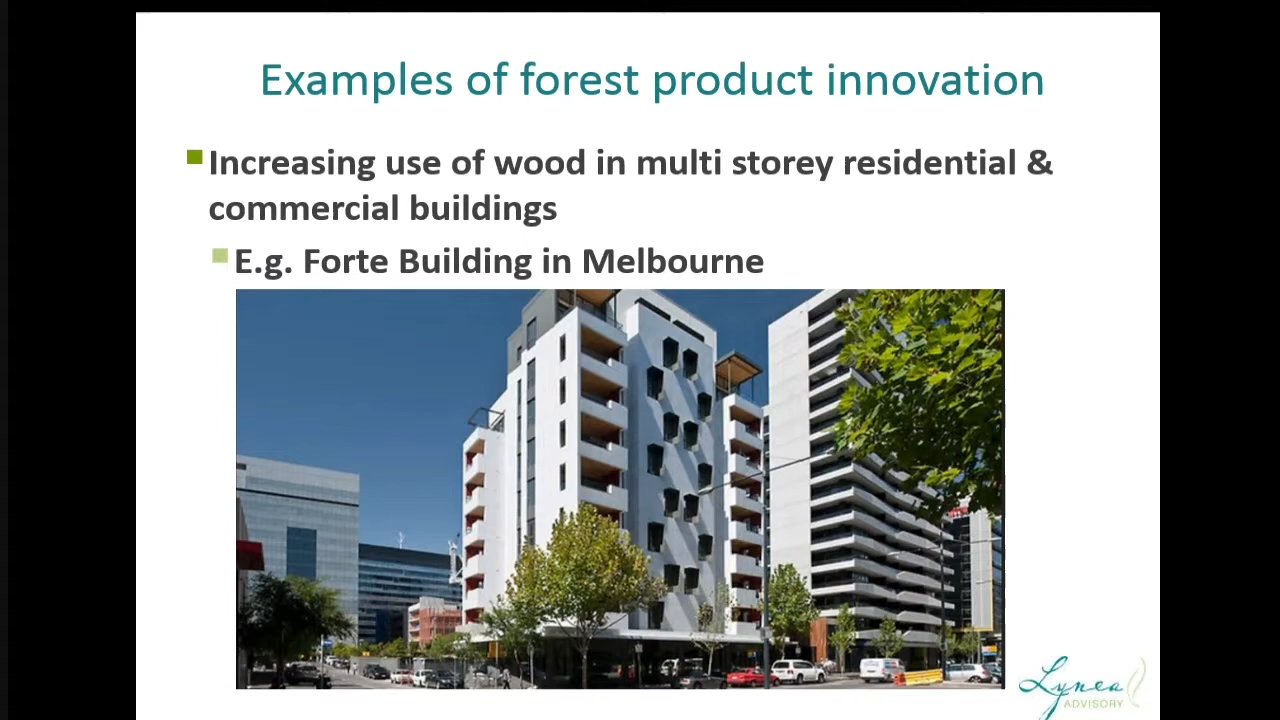 Examples of forest product innovation
Increasing use of wood in multi storey residential &
commercial buildings
E.g. Forte Building in Melbourne
Lynea
ADVISORY